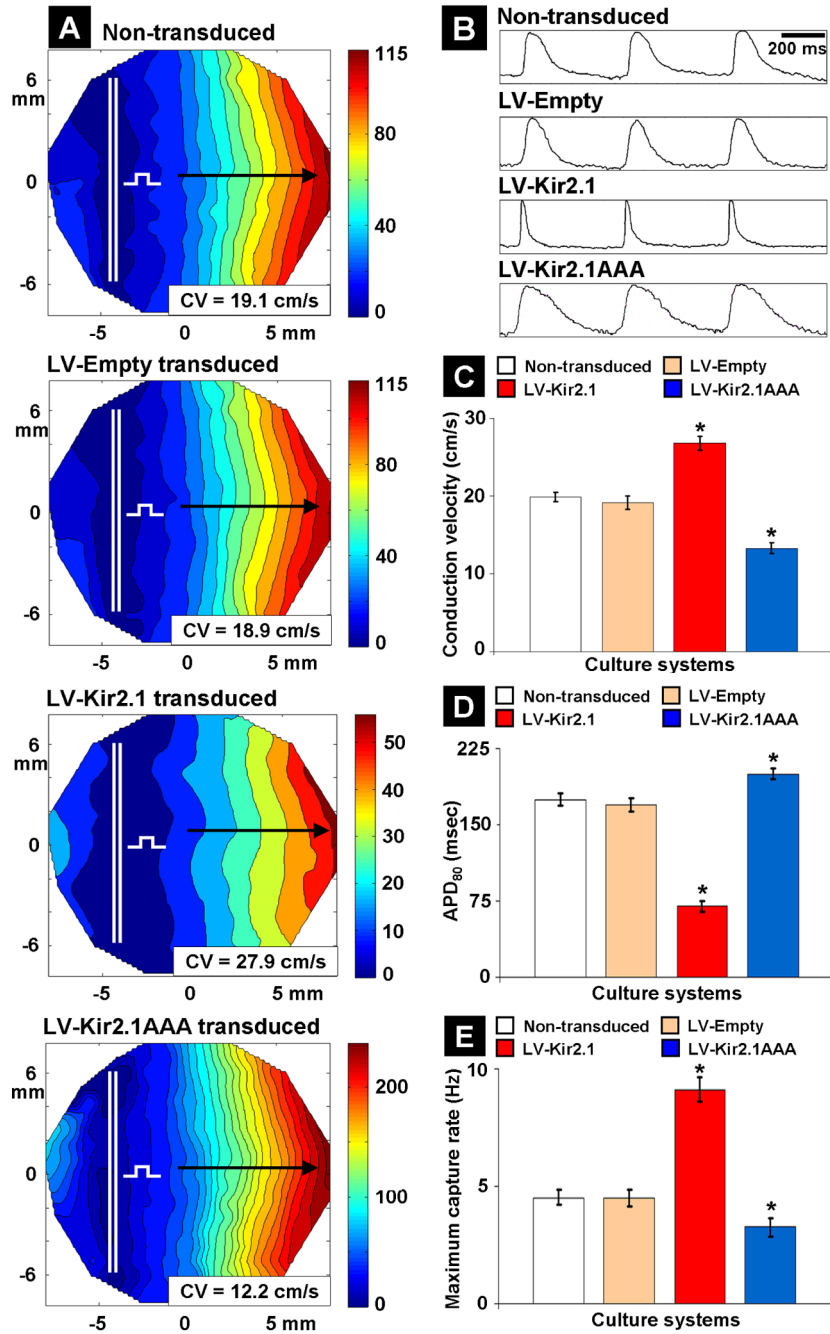 A
Non-transduced
6
mm
0
-6
-5
0
5 mm
CV = 19.1 cm/s
115
80
40
0
LV-Empty transduced
6
mm
0
-6
-5
0
5 mm
CV = 18.9 cm/s
115
80
40
0
LV-Kir2.1 transduced
6
mm
0
-6
-5
0
5 mm
CV = 27.9 cm/s
50
40
30
20
10
0
LV-Kir2.1AAA transduced
6
mm
0
-6
-5
0
5 mm
CV = 12.2 cm/s
200
100
0
B
Non-transduced
200 ms
LV-Empty
LV-Kir2.1
LV-Kir2.1AAA
C
Non-transduced
LV-Empty
LV-Kir2.1
LV-Kir2.1AAA
Conduction velocity (cm/s)
30
20
10
0
*
*
Culture systems
D
Non-transduced
LV-Empty
LV-Kir2.1
LV-Kir2.1AAA
APD80 (msec)
225
150
75
0
*
*
Culture systems
E
Non-transduced
LV-Empty
LV-Kir2.1
LV-Kir2.1AAA
Maximum capture rate (Hz)
10
5
0
*
*
Culture systems